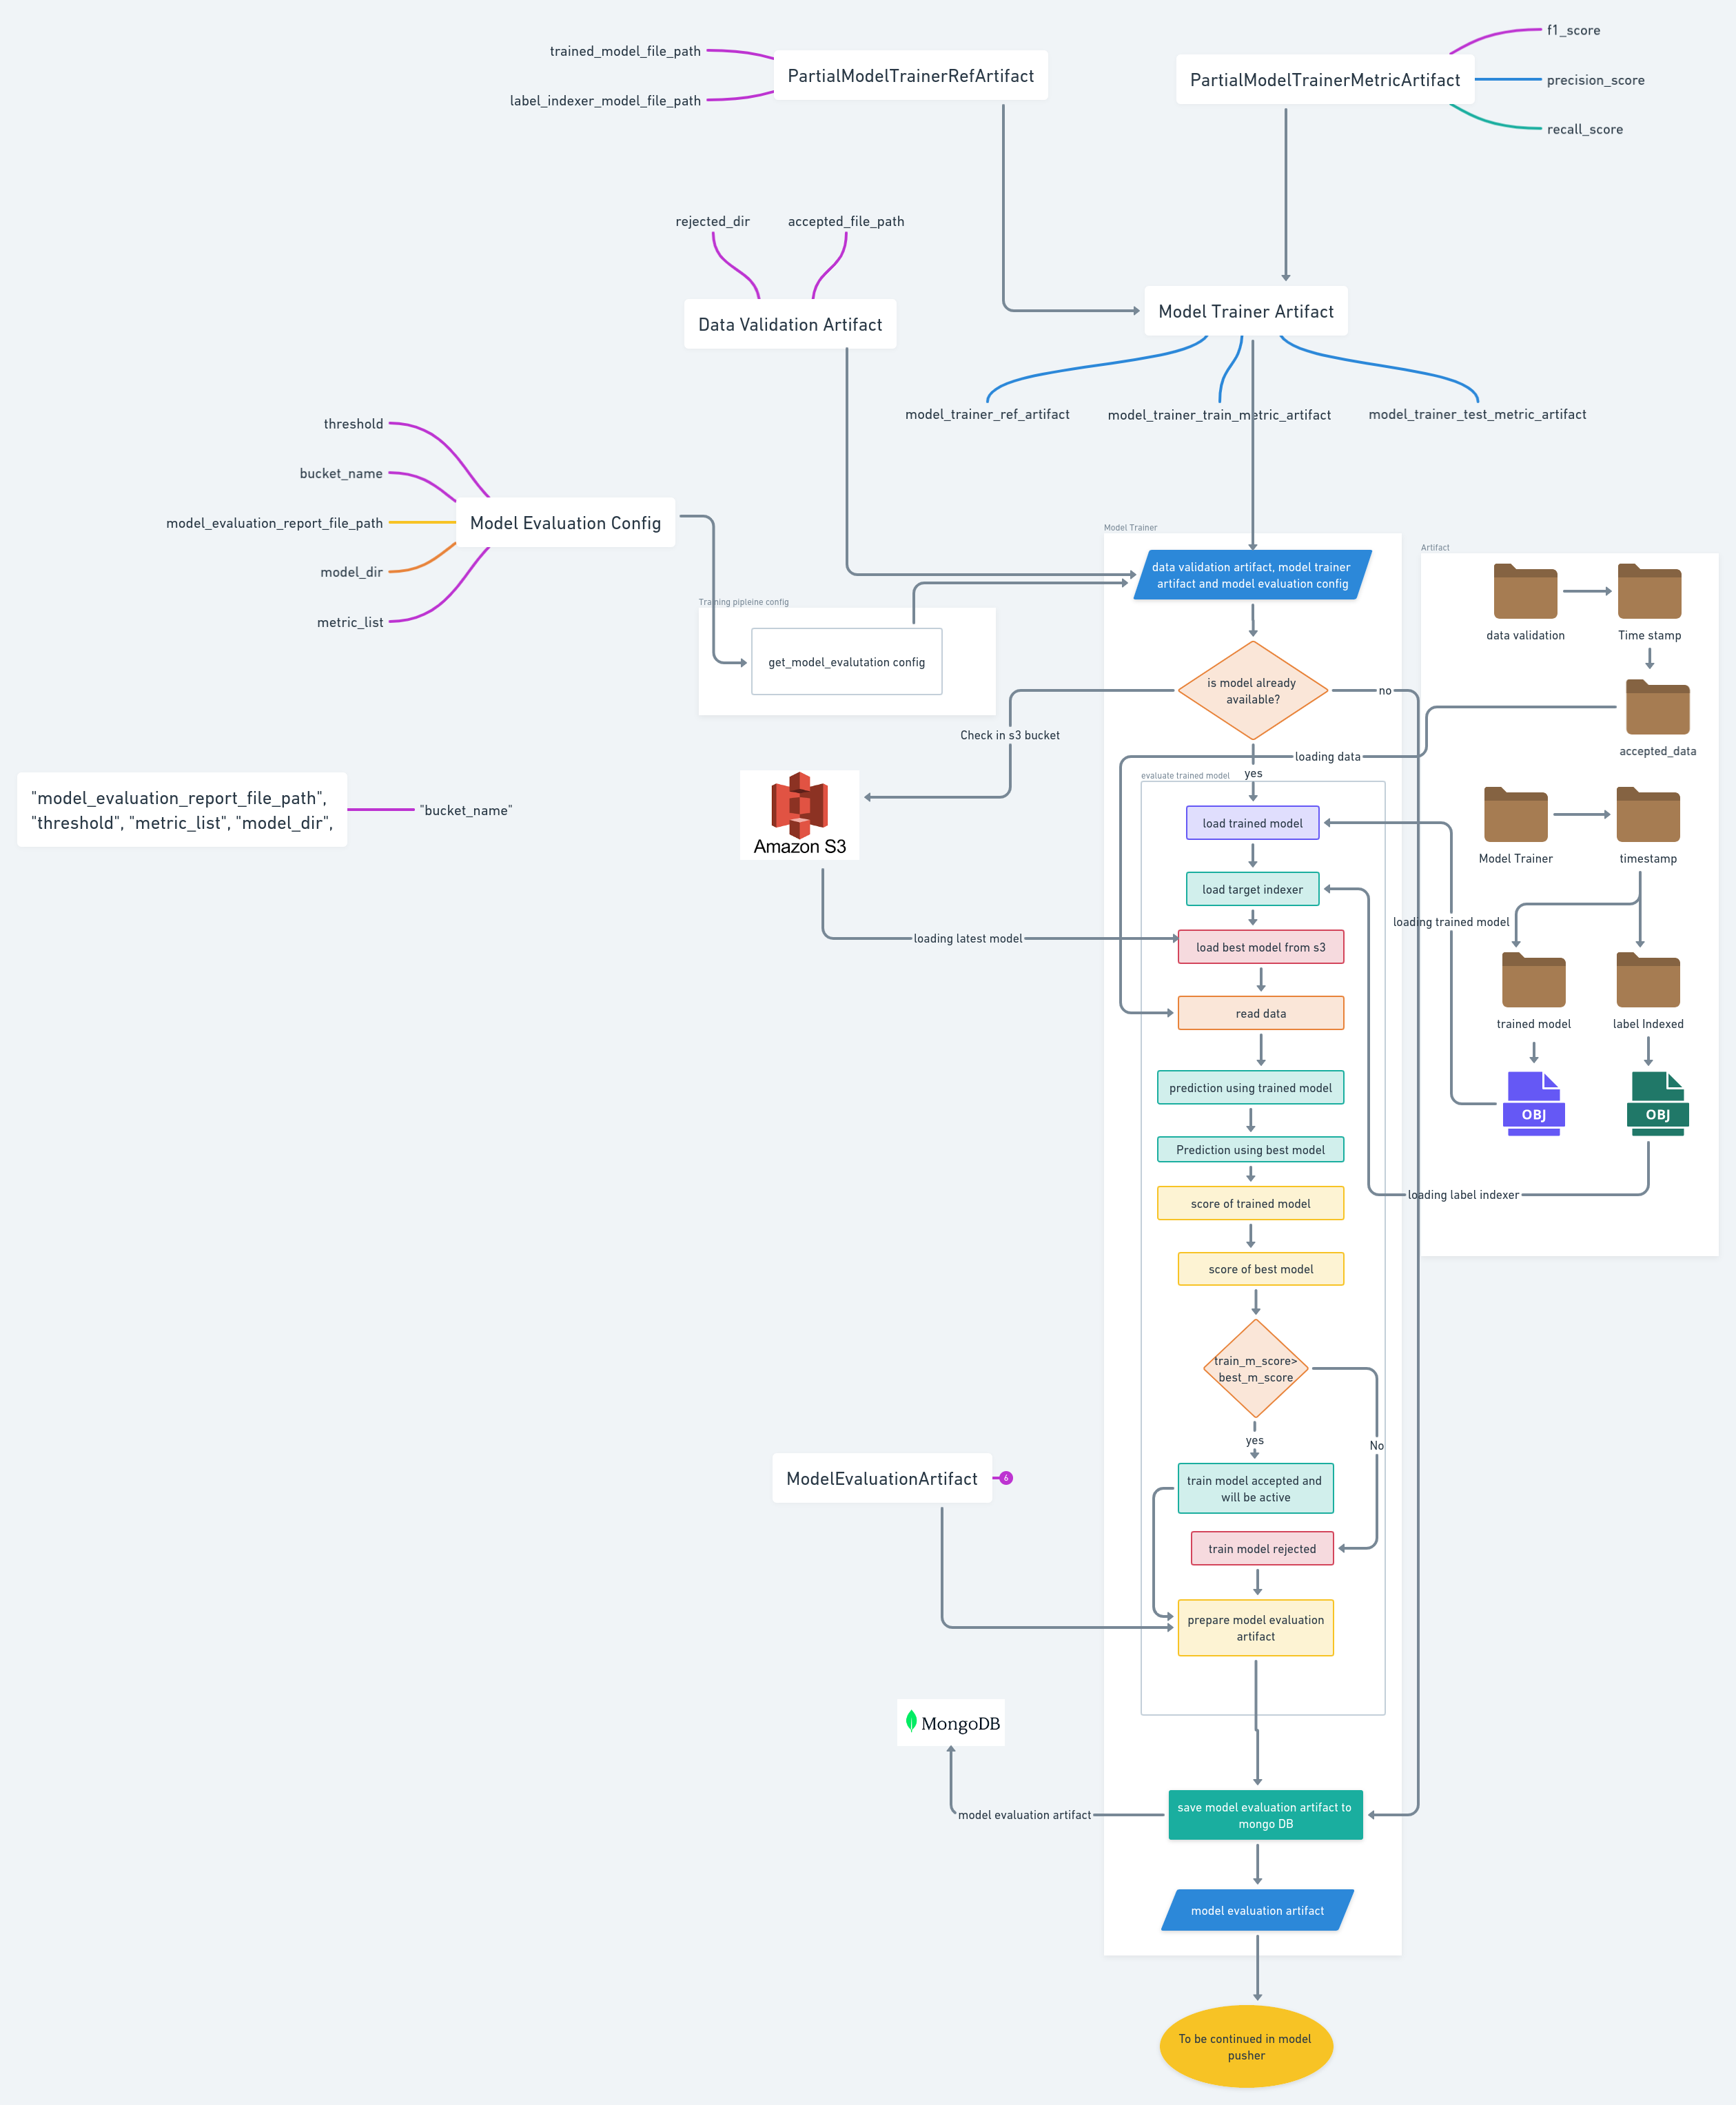 f1_score
trained_model_file_path
PartialModelTrainerRefArtifact
PartialModelTrainerMetricArtifact
precision_score
label_indexer_model_file_path
recall_score
rejected_dir
accepted_file_path
Data Validation Artifact
Model Trainer Artifact
model_trainer_ref_artifact
model_trainer_train_metric_artifact
model_trainer_test_metric_artifact
threshold
bucket_name
model_evaluation_report_file_path
Model Evaluation Config
model_dir
metric_list
Training pipleine config
get_model_evalutation config
"model_evaluation_report_file_path",
"threshold", "metric_list", "model_dir",
"bucket_name"
Model Trainer
data validation artifact, model trainer
artifact and model evaluation config
is model already
available?
no
Check in s3 bucket
Amazon S3
loading latest model
loading data
yes
evaluate trained model
load trained model
load target indexer
load best model from s3
read data
prediction using trained model
Prediction using best model
score of trained model
score of best model
train_m_score>
best_m_score
yes
No
train model accepted and
will be active
train model rejected
prepare model evaluation
artifact
ModelEvaluationArtifact
6
MongoDB
model evaluation artifact
save model evaluation artifact to
mongo DB
model evaluation artifact
To be continued in model
pusher
Artifact
data validation
Time stamp
accepted_data
Model Trainer
timestamp
loading trained model
trained model
label Indexed
OBJ
OBJ
loading label indexer